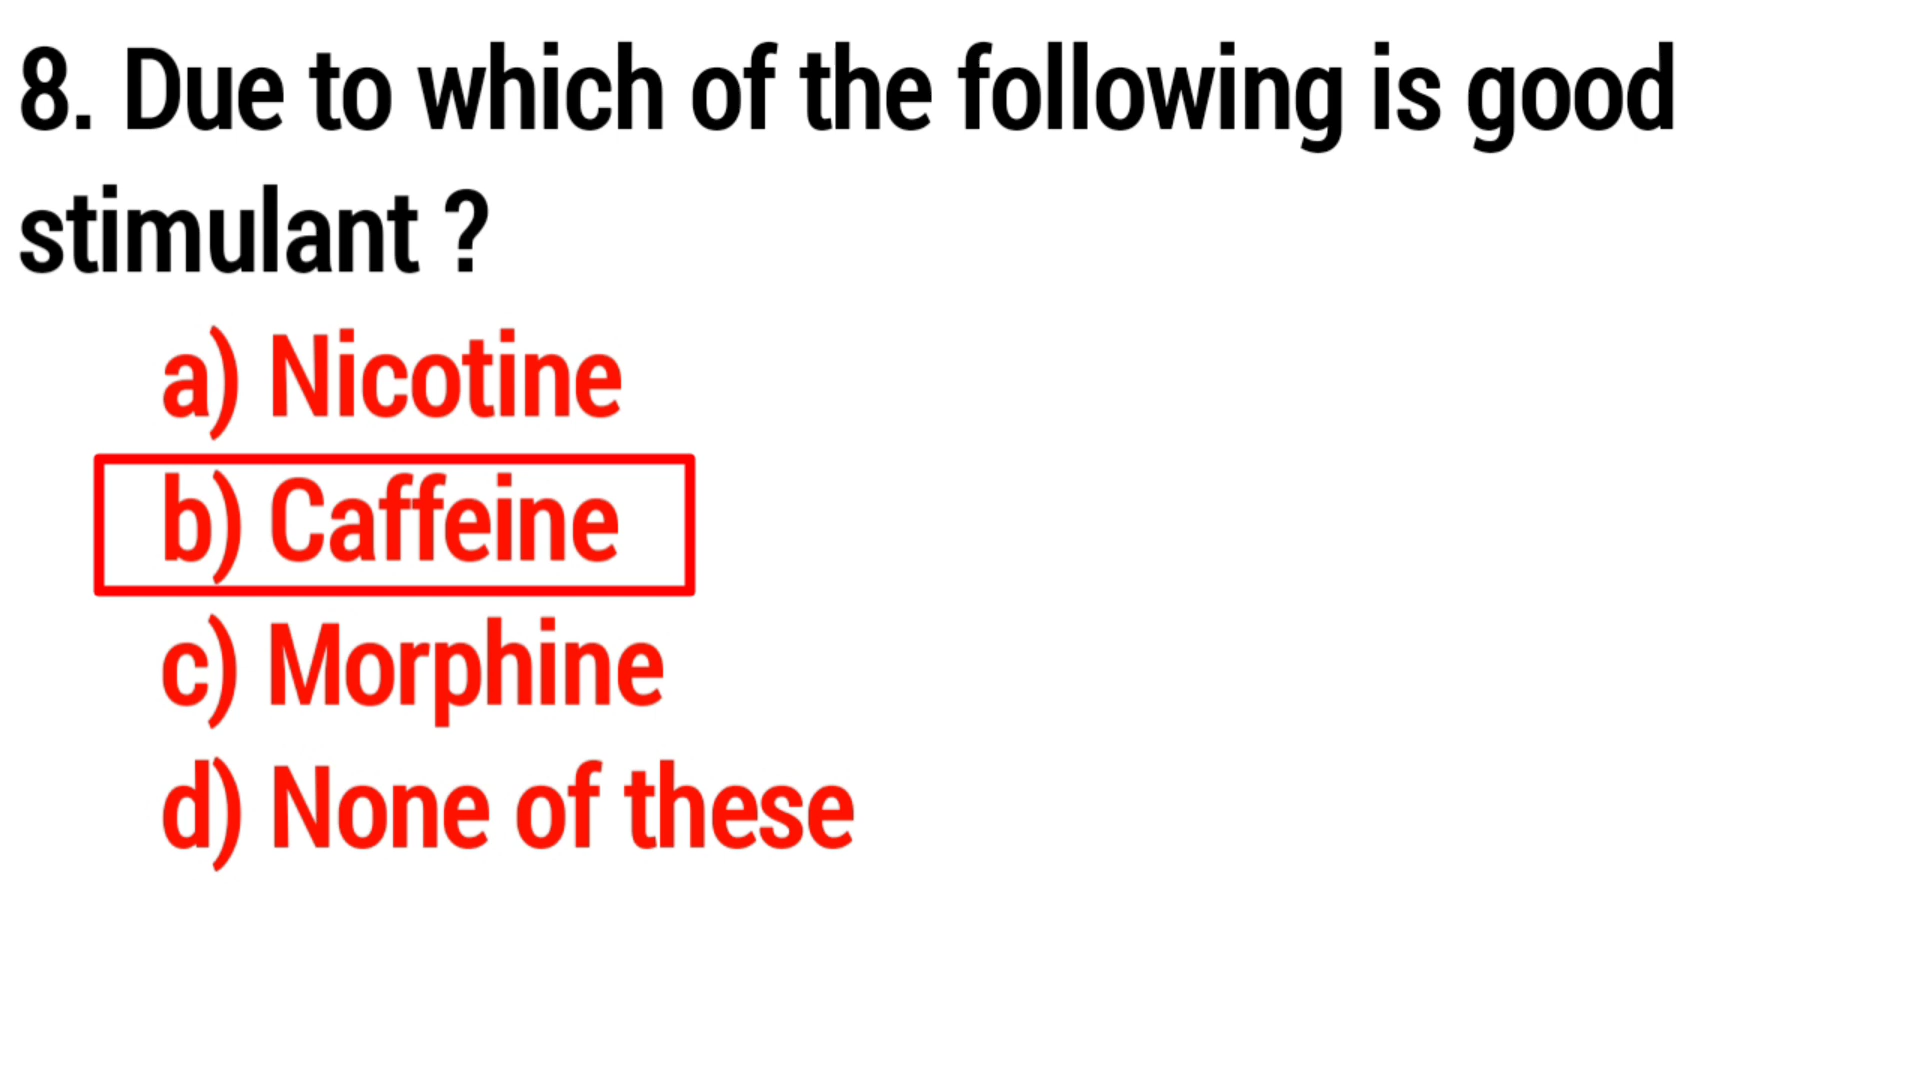 8. Due to which of the following is good
stimulant ?
a) Nicotine
b) Caffeine
c) Morphine
d) None of these